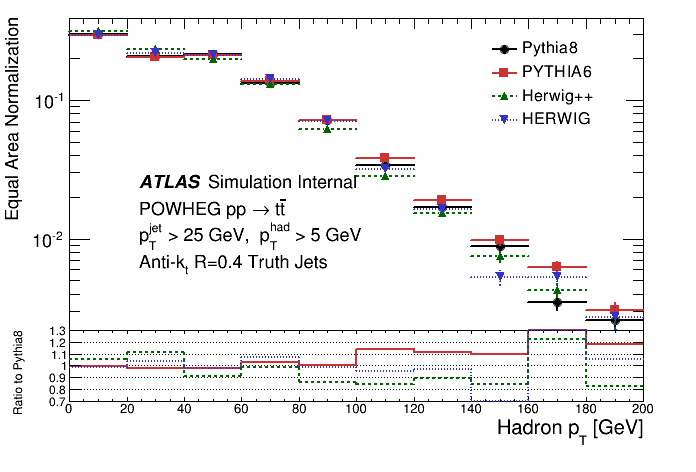 Equal Area Normalization
10⁻¹
10⁻²
Pythia8
PYTHIA6
Herwig++
HERWIG
ATLAS Simulation Internal
POWHEG pp → tt̄
p_T^jet > 25 GeV, p_T^had > 5 GeV
Anti-k_t R=0.4 Truth Jets
Ratio to Pythia8
1.3
1.2
1.1
1
0.9
0.8
0.7
0 20 40 60 80 100 120 140 160 180 200
Hadron p_T [GeV]